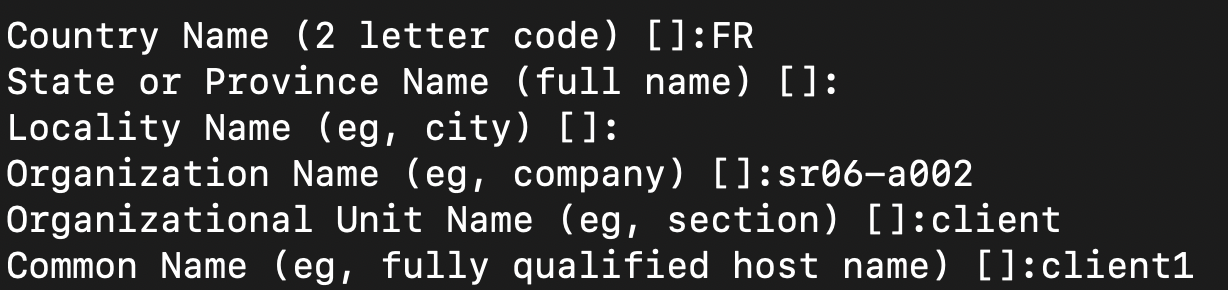 Country Name (2 letter code) []:FR
State or Province Name (full name) []:
Locality Name (eg, city) []:
Organization Name (eg, company) []:sr06-a002
Organizational Unit Name (eg, section) []:client
Common Name (eg, fully qualified host name) []:client1